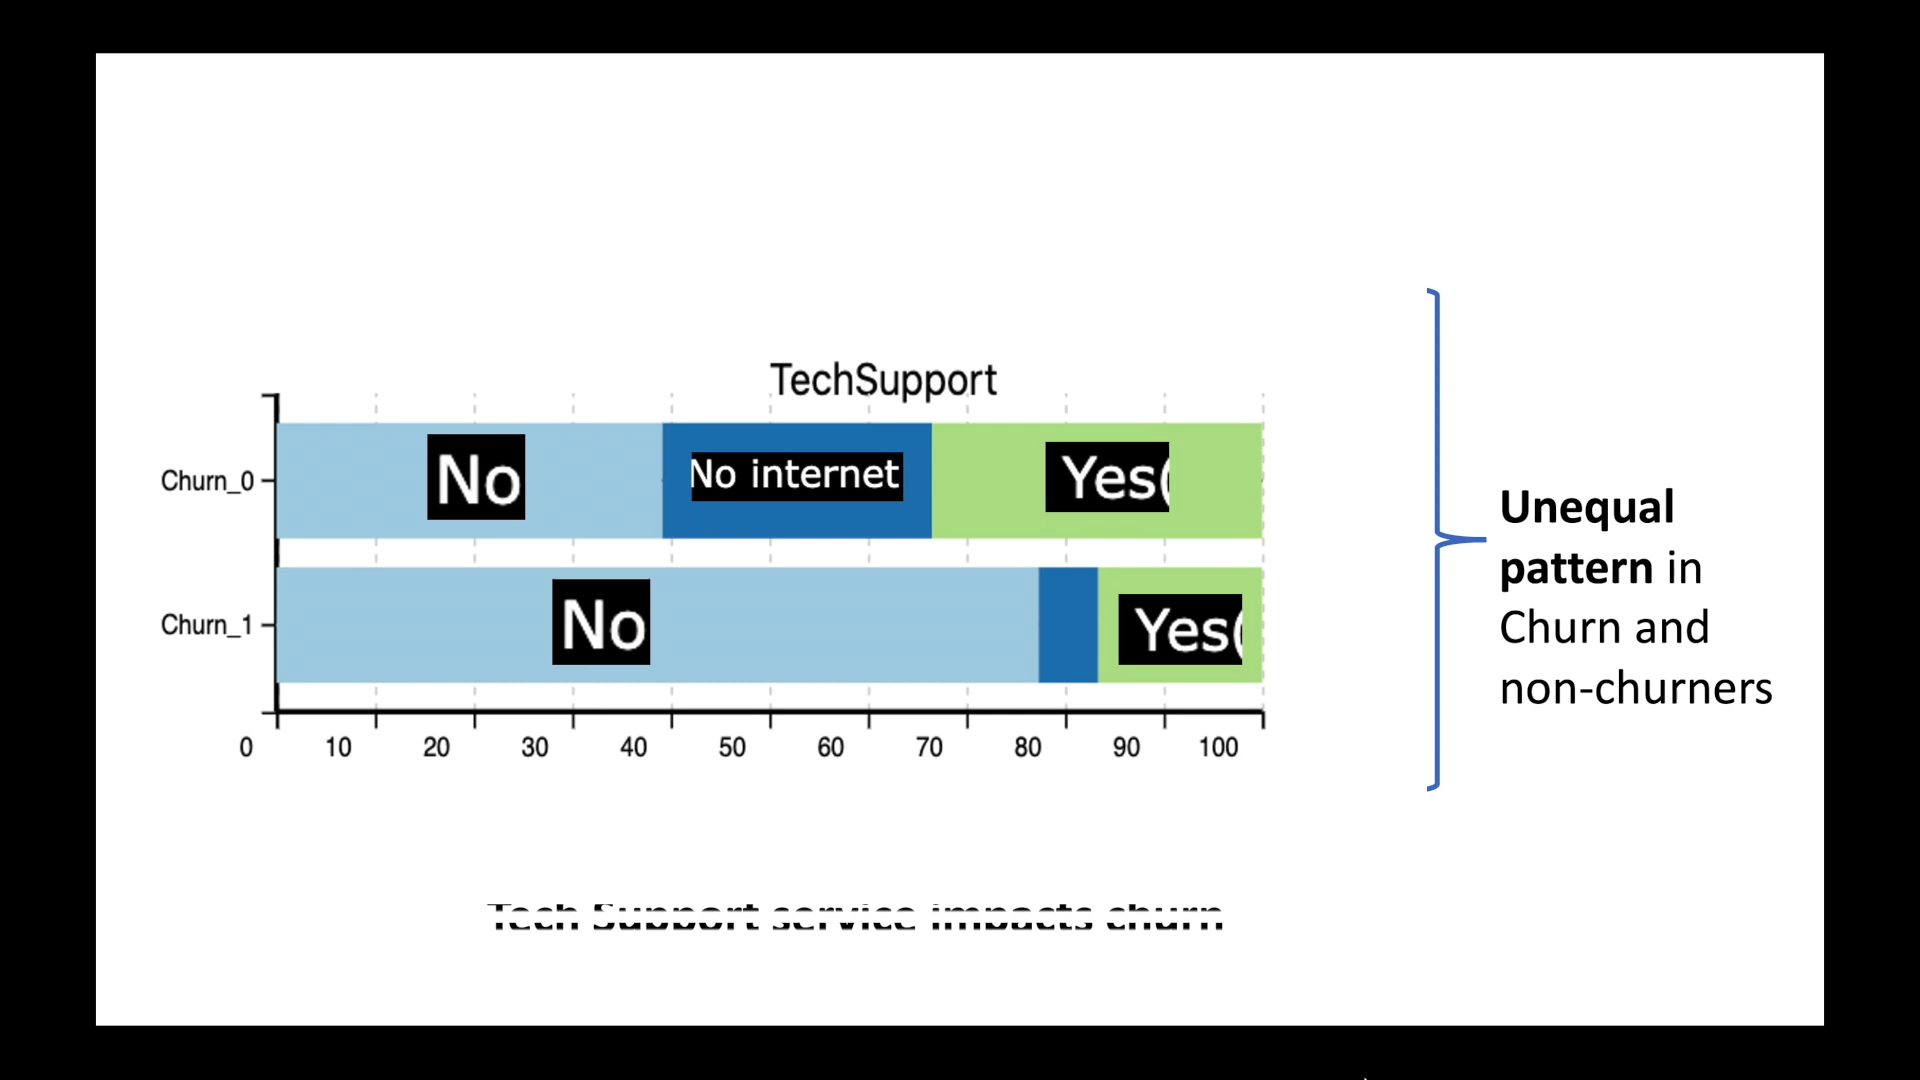 TechSupport
Churn_0
No
No internet
Yes(
Churn_1
No
Yes(
0 10 20 30 40 50 60 70 80 90 100
Unequal
pattern in
Churn and
non-churners
Tech Support service impacts churn